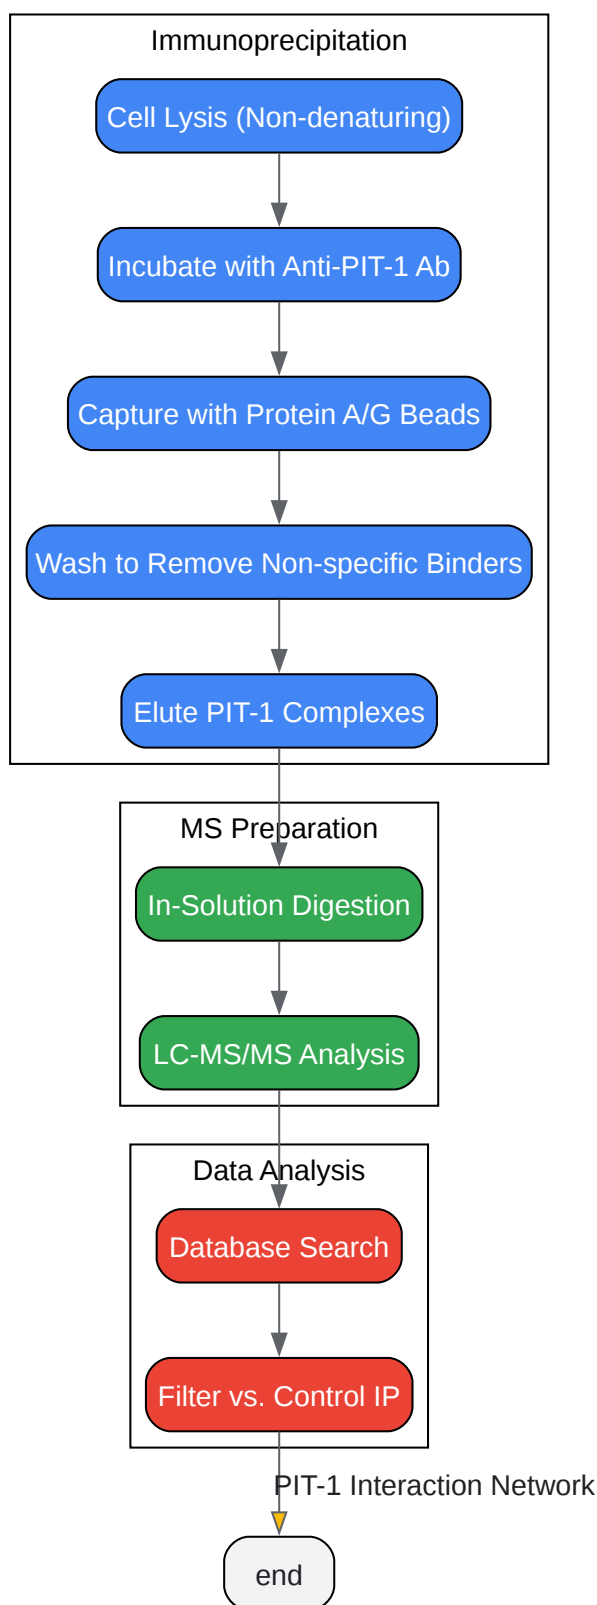 Immunoprecipitation
Cell Lysis (Non-denaturing)
Incubate with Anti-PIT-1 Ab
Capture with Protein A/G Beads
Wash to Remove Non-specific Binders
Elute PIT-1 Complexes
MS Preparation
In-Solution Digestion
LC-MS/MS Analysis
Data Analysis
Database Search
Filter vs. Control IP
PIT-1 Interaction Network
end